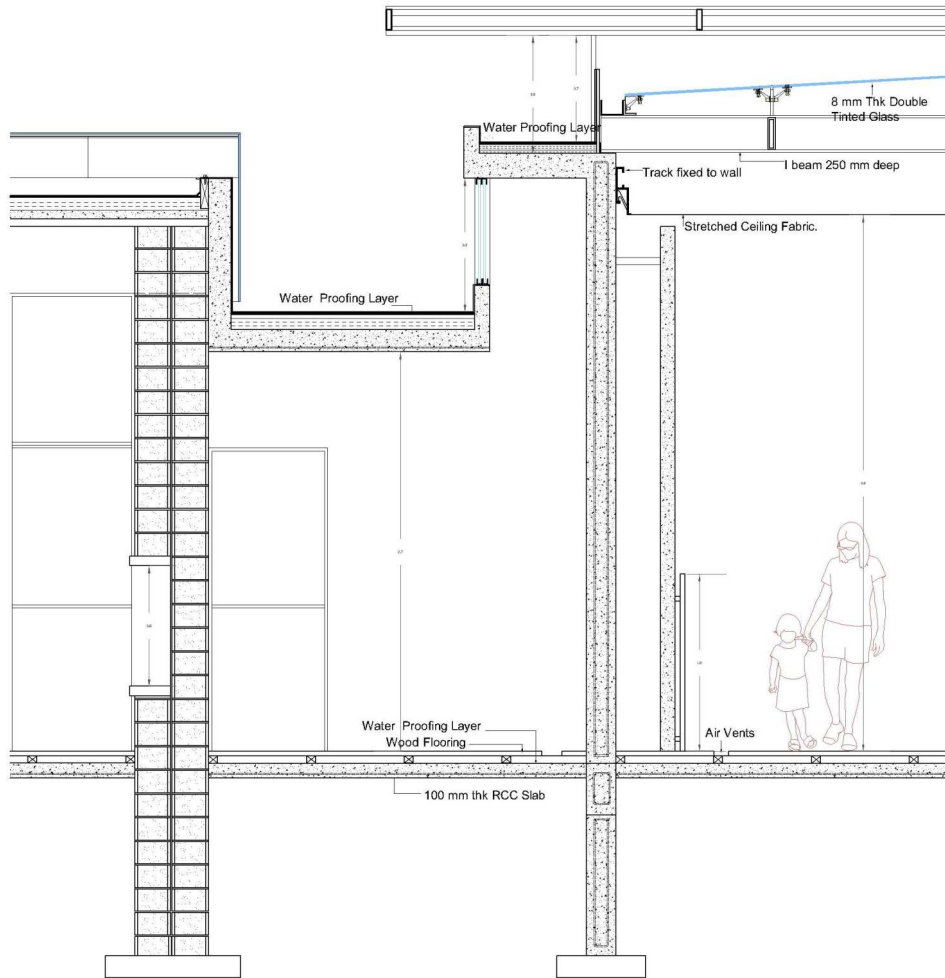 8 mm Thk Double
Tinted Glass
Water Proofing Layer
I beam 250 mm deep
Track fixed to wall
Stretched Ceiling Fabric.
Water Proofing Layer
Water Proofing Layer
Wood Flooring
Air Vents
100 mm thk RCC Slab